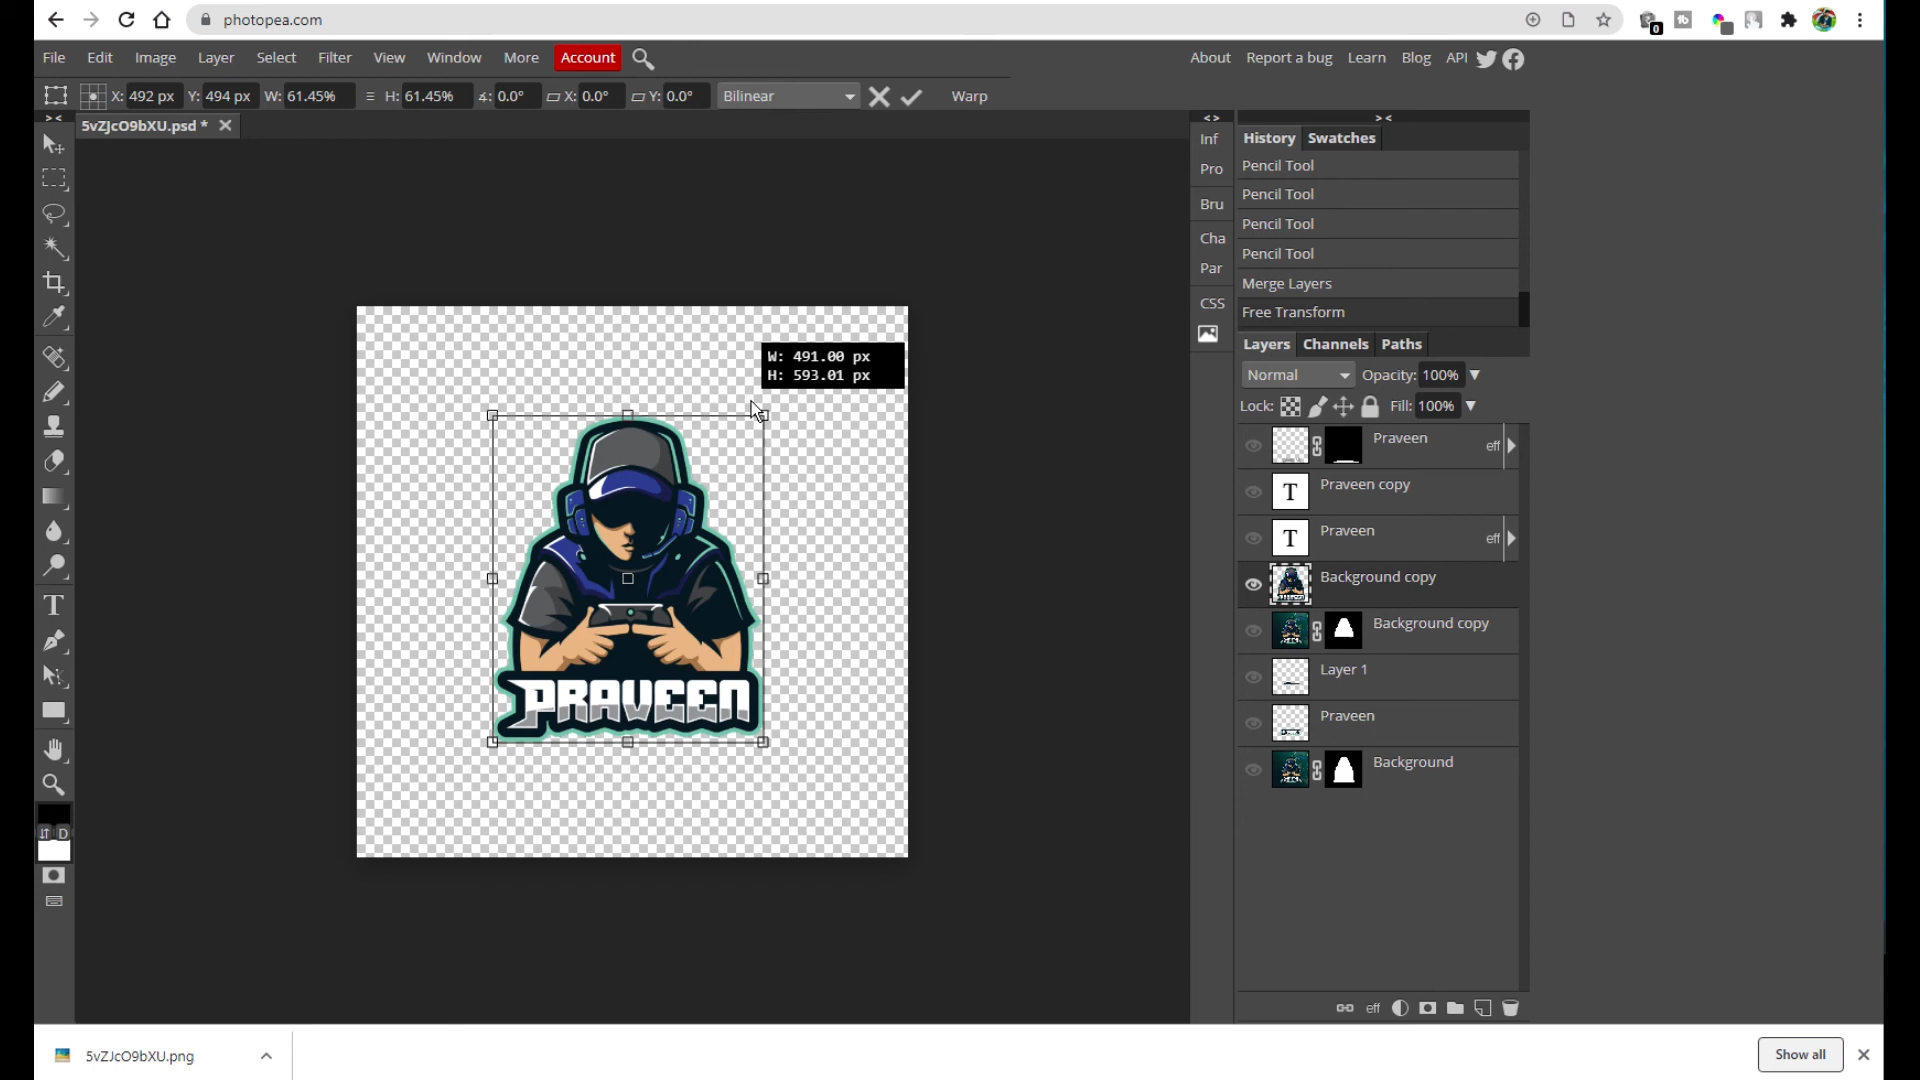 photopea.com
0
File Edit Image Layer Select Filter View Window More Account
About Report a bug Learn Blog API
X: 492 px Y: 494 px W: 61.45% H: 61.45% ∡: 0.0° X: 0.0° Y: 0.0° Bilinear Warp
> <
5vZJcO9bXU.psd *
< >
> <
Inf
Pro
Bru
Cha
Par
CSS
History Swatches
Pencil Tool
Pencil Tool
Pencil Tool
Pencil Tool
Merge Layers
Free Transform
Layers Channels Paths
Normal Opacity: 100%
Lock: Fill: 100%
Praveen eff
T Praveen copy
T Praveen eff
Background copy
Background copy
Layer 1
Praveen
Background
eff
W: 491.00 px
H: 593.01 px
PRAVEEN
T
D
5vZJcO9bXU.png
Show all